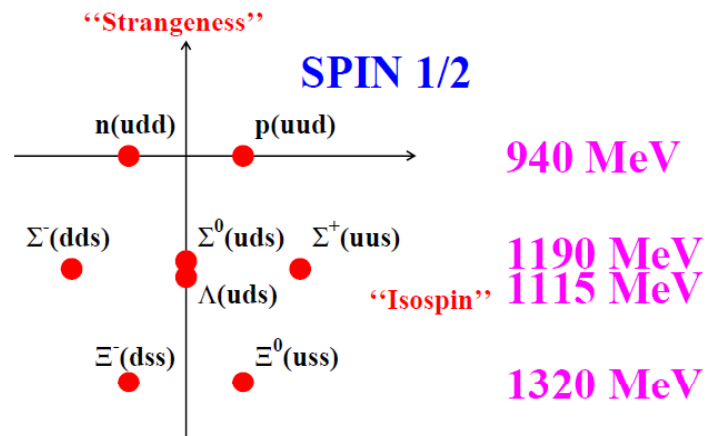 ‘‘Strangeness’’
SPIN 1/2
n(udd) p(uud)
940 MeV
Σ⁻(dds) Σ⁰(uds) Σ⁺(uus)
1190 MeV
Λ(uds) ‘‘Isospin’’ 1115 MeV
Ξ⁻(dss) Ξ⁰(uss)
1320 MeV